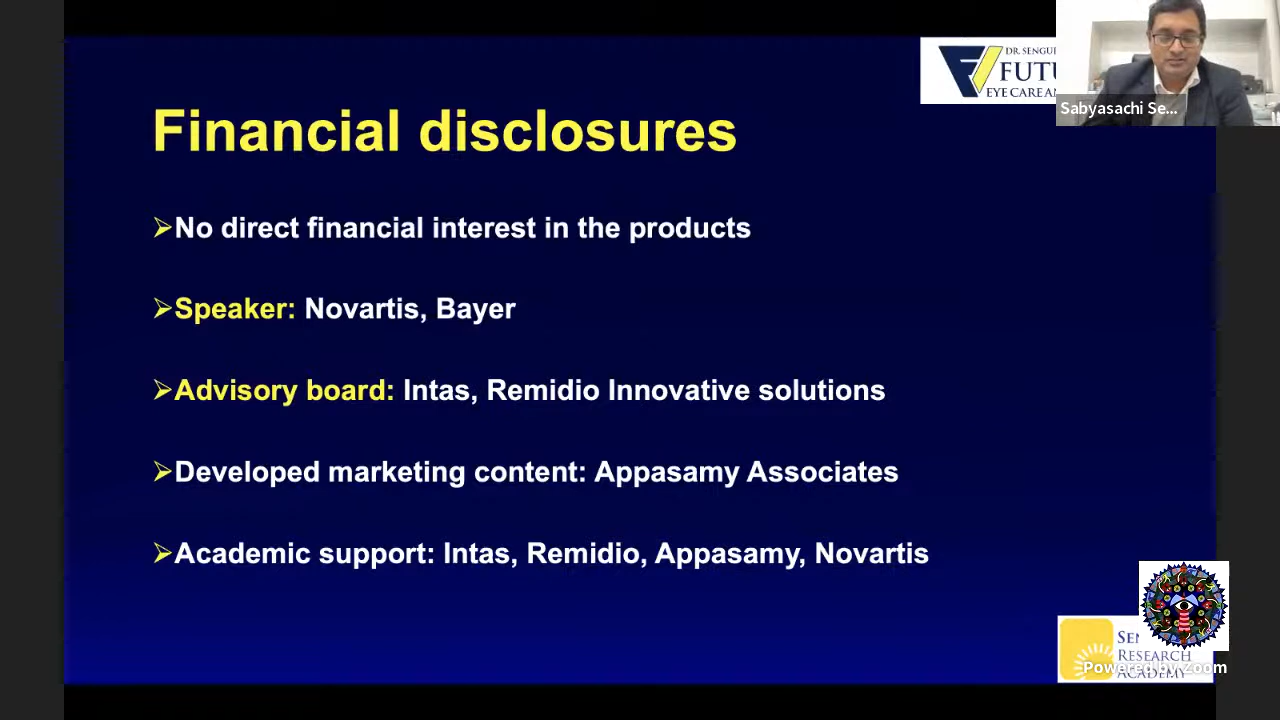 DR. SENGU
FUTU
EYE CARE A
Sabyasachi Se...
Financial disclosures
➢No direct financial interest in the products
➢Speaker: Novartis, Bayer
➢Advisory board: Intas, Remidio Innovative solutions
➢Developed marketing content: Appasamy Associates
➢Academic support: Intas, Remidio, Appasamy, Novartis
SEN
RESEARCH
ACADEMY
Powered by Zoom